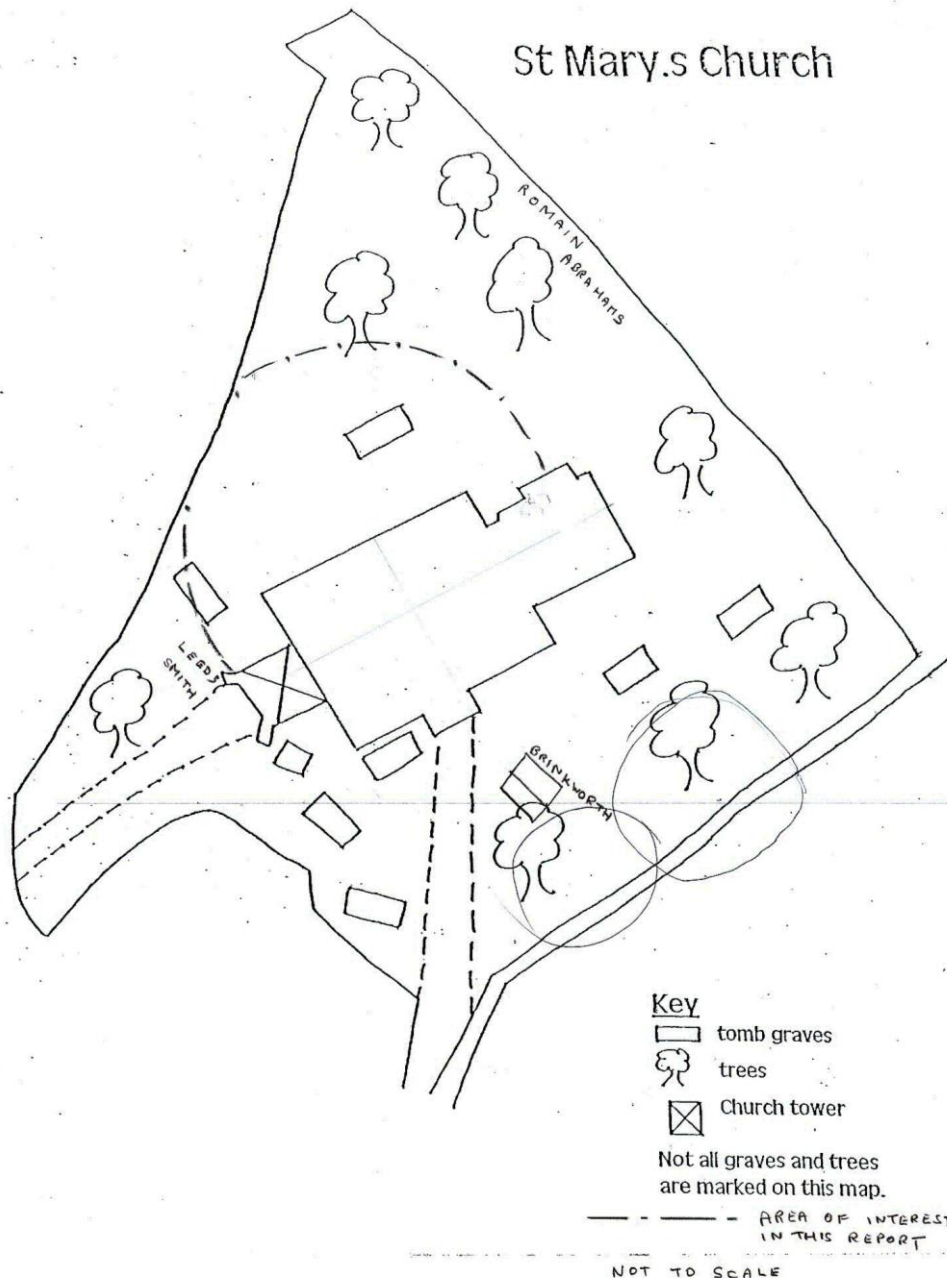 St Mary.s Church
ROMAIN
ABRAHAMS
LEGDS
SMITH
BRINKWORTH
Key
tomb graves
trees
Church tower
Not all graves and trees
are marked on this map.
AREA OF INTEREST
IN THIS REPORT
NOT TO SCALE